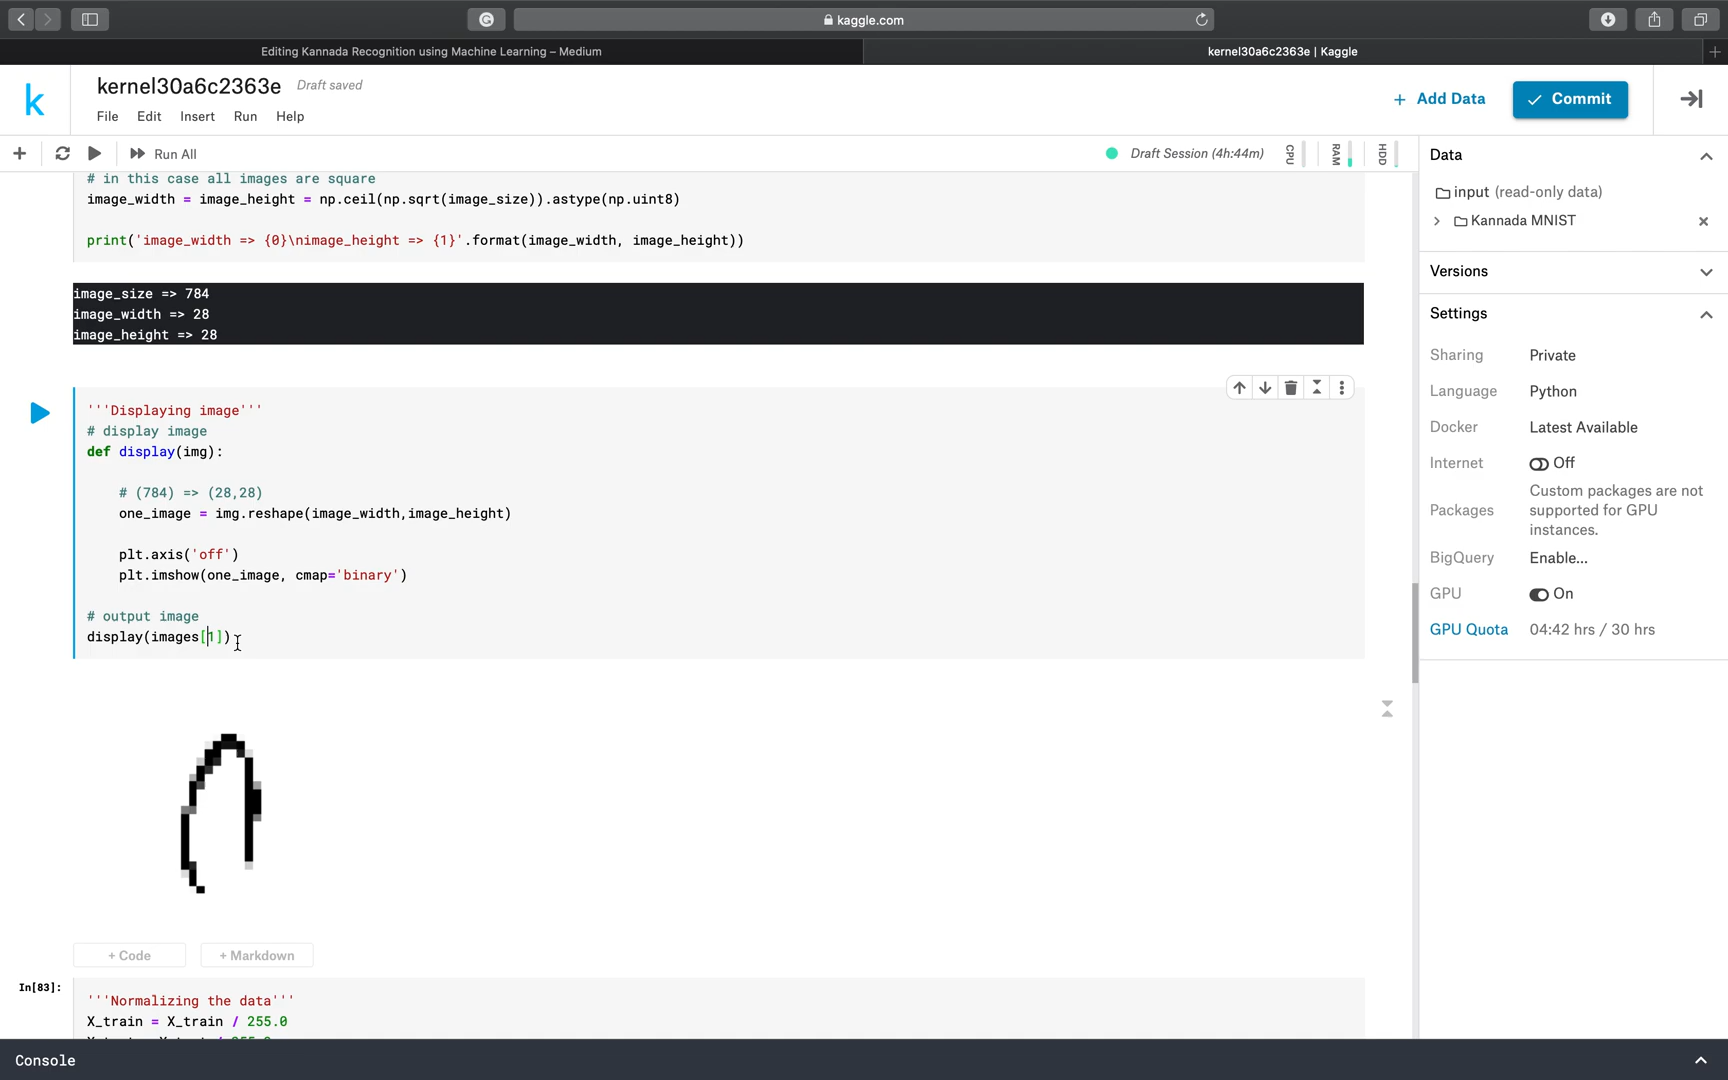 kaggle.com
Editing Kannada Recognition using Machine Learning – Medium
kernel30a6c2363e | Kaggle
k
kernel30a6c2363e Draft saved
File Edit Insert Run Help
+ Add Data
Commit
Run All
Draft Session (4h:44m)
CPU
RAM
HDD
# in this case all images are square
image_width = image_height = np.ceil(np.sqrt(image_size)).astype(np.uint8)
print('image_width => {0}\nimage_height => {1}'.format(image_width, image_height))
image_size => 784
image_width => 28
image_height => 28
'''Displaying image'''
# display image
def display(img):
# (784) => (28,28)
one_image = img.reshape(image_width,image_height)
plt.axis('off')
plt.imshow(one_image, cmap='binary')
# output image
display(images[1])
+ Code
+ Markdown
In[83]:
'''Normalizing the data'''
X_train = X_train / 255.0
Console
Data
input (read-only data)
Kannada MNIST
Versions
Settings
Sharing Private
Language Python
Docker Latest Available
Internet Off
Packages Custom packages are not
supported for GPU
instances.
BigQuery Enable...
GPU On
GPU Quota 04:42 hrs / 30 hrs